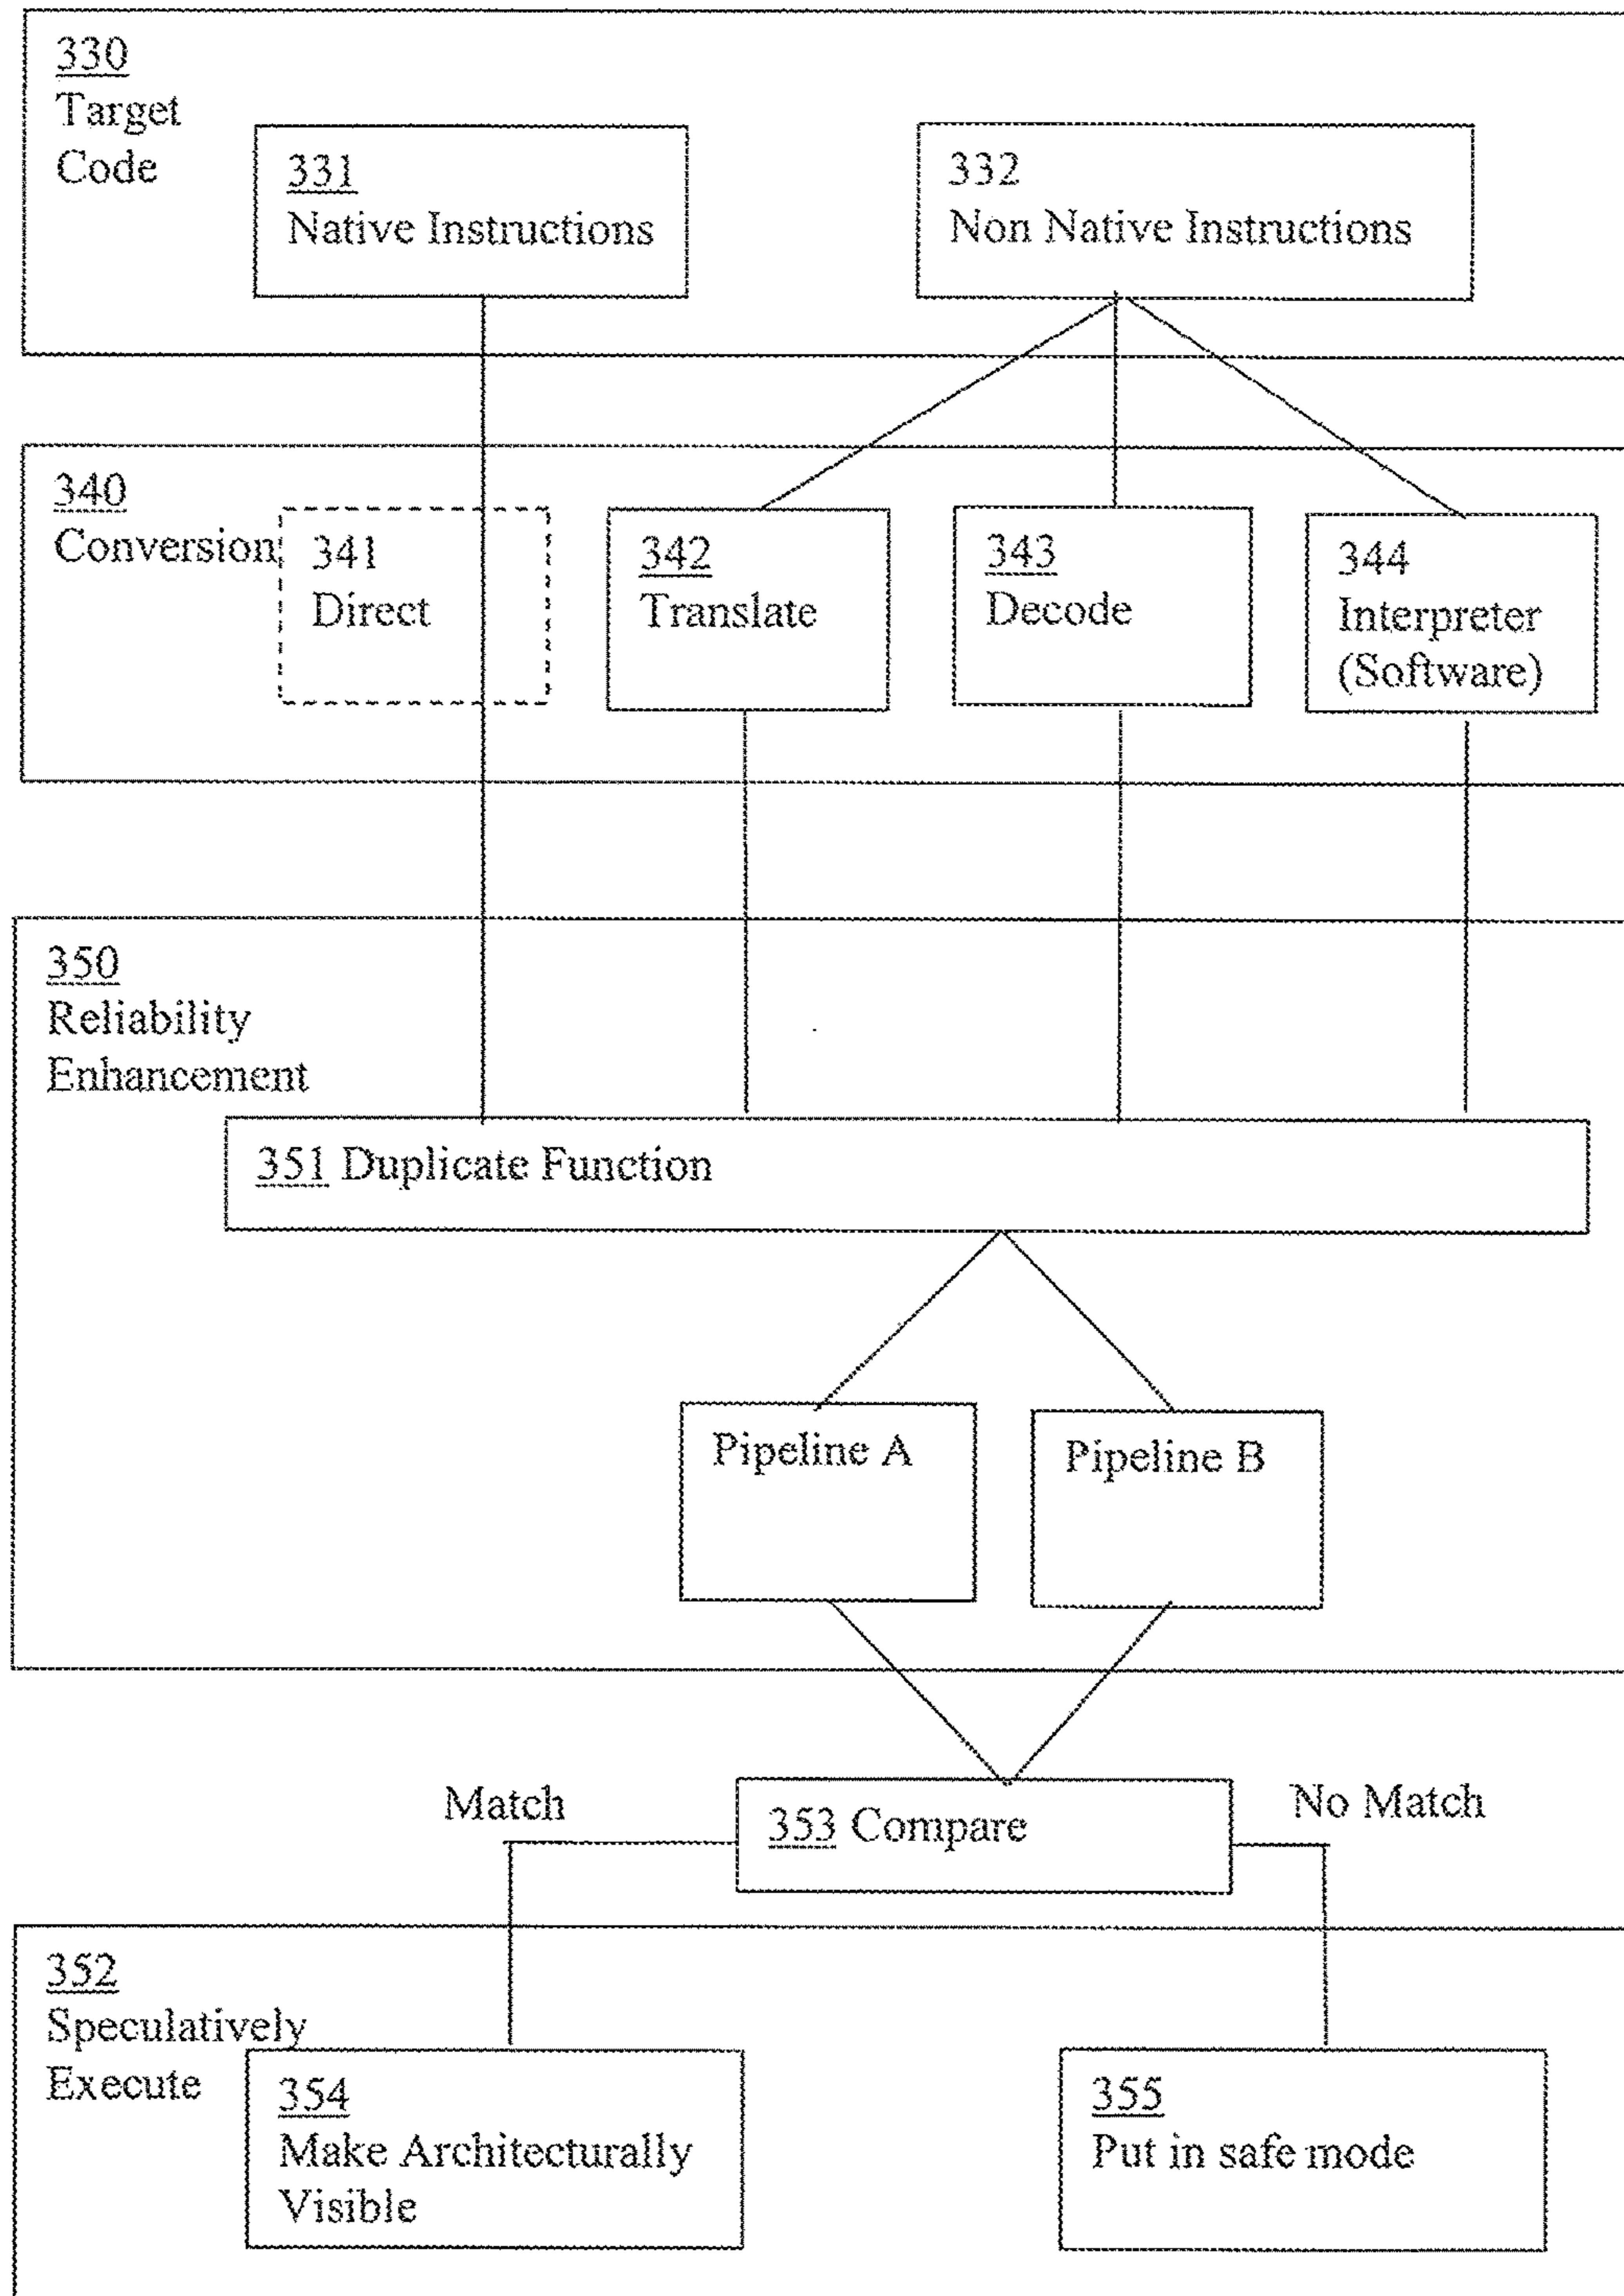 330
Target
Code
331
Native Instructions
332
Non Native Instructions
340
Conversion
341
Direct
342
Translate
343
Decode
344
Interpreter
(Software)
350
Reliability
Enhancement
351 Duplicate Function
Pipeline A
Pipeline B
Match
353 Compare
No Match
352
Speculatively
Execute
354
Make Architecturally
Visible
355
Put in safe mode